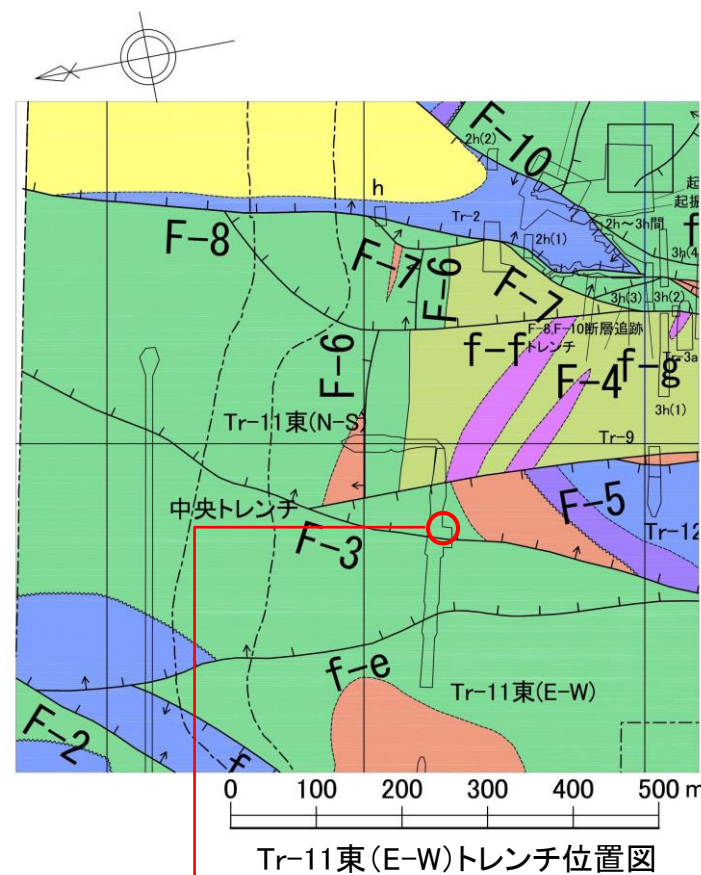 F-10
2h(2)
起
h
起振
Tr-2
2h~3h間
f
F-8
2h(1)
3h(4
F-7
F-6
F-7
3h(3)
3h(2)
F-8,F-10断層追跡
トレンチ
f-f
F-6
F-4
f-g
Tr-3a
3h(1)
Tr-11東(N-S)
Tr-9
中央トレンチ
F-5
F-3
Tr-12
f-e
Tr-11東(E-W)
F-2
f
0 100 200 300 400 500 m
Tr-11東(E-W)トレンチ位置図